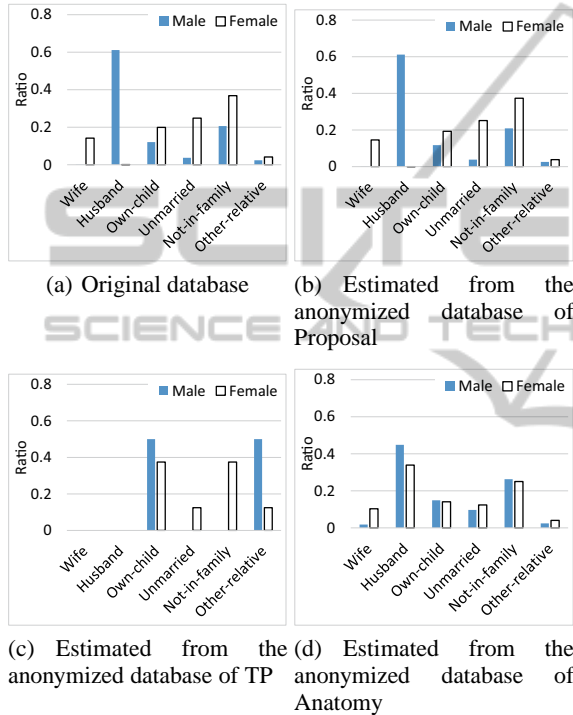 Male Female
0.8
0.6
0.4
0.2
0
Ratio
Wife
Husband
Own-child
Unmarried
Not-in-family
Other-relative
(a) Original database
Male Female
0.8
0.6
0.4
0.2
0
Ratio
Wife
Husband
Own-child
Unmarried
Not-in-family
Other-relative
(b) Estimated from the
anonymized database of
Proposal
SCITE
SCIENCE AND TECH
Male Female
0.8
0.6
0.4
0.2
0
Ratio
Wife
Husband
Own-child
Unmarried
Not-in-family
Other-relative
(c) Estimated from the
anonymized database of TP
Male Female
0.8
0.6
0.4
0.2
0
Ratio
Wife
Husband
Own-child
Unmarried
Not-in-family
Other-relative
(d) Estimated from the
anonymized database of
Anatomy